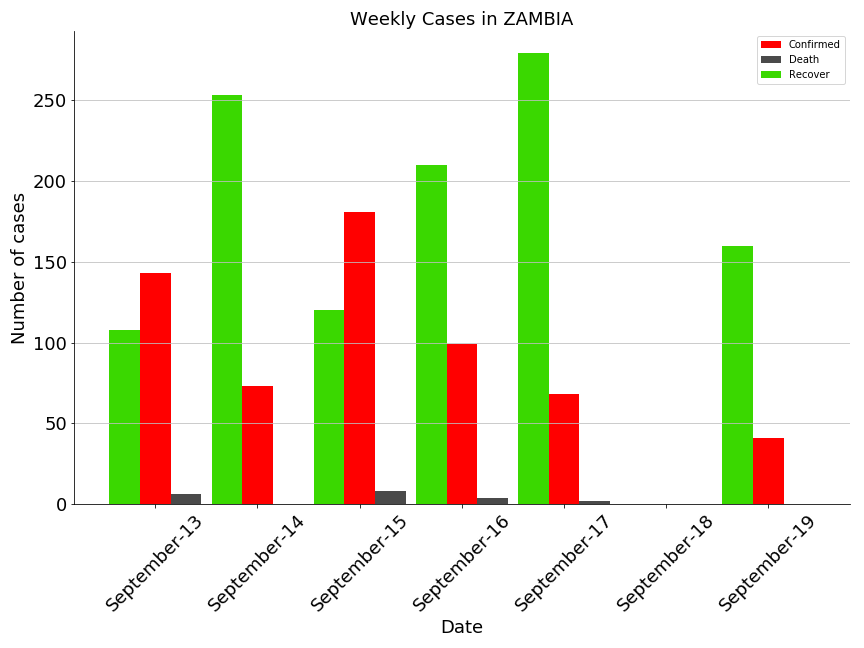 Weekly Cases in ZAMBIA
Confirmed
Death
Recover
Number of cases
250
200
150
100
50
0
September-13
September-14
September-15
September-16
September-17
September-18
September-19
Date